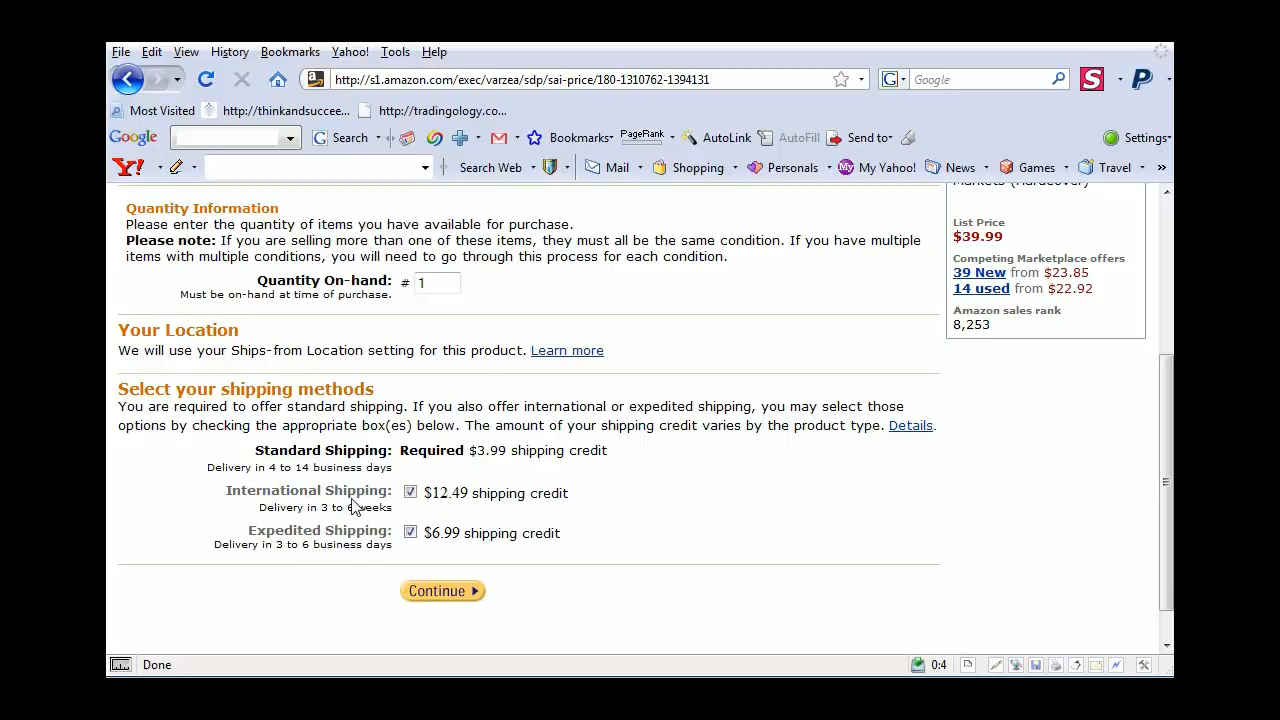 File Edit View History Bookmarks Yahoo! Tools Help
http://s1.amazon.com/exec/varzea/sdp/sai-price/180-1310762-1394131
G Google S P
Most Visited http://thinkandsuccee... http://tradingology.co...
Google G Search Bookmarks PageRank AutoLink AutoFill Send to Settings
Y! Search Web Mail Shopping Personals My Yahoo! News Games Travel »
Markets (Hardcover)
Quantity Information
Please enter the quantity of items you have available for purchase.
Please note: If you are selling more than one of these items, they must all be the same condition. If you have multiple
items with multiple conditions, you will need to go through this process for each condition.
Quantity On-hand: # 1
Must be on-hand at time of purchase.
List Price
$39.99
Competing Marketplace offers
39 New from $23.85
14 used from $22.92
Amazon sales rank
8,253
Your Location
We will use your Ships-from Location setting for this product. Learn more
Select your shipping methods
You are required to offer standard shipping. If you also offer international or expedited shipping, you may select those
options by checking the appropriate box(es) below. The amount of your shipping credit varies by the product type. Details.
Standard Shipping: Required $3.99 shipping credit
Delivery in 4 to 14 business days
International Shipping: $12.49 shipping credit
Delivery in 3 to 6 weeks
Expedited Shipping: $6.99 shipping credit
Delivery in 3 to 6 business days
Continue
Done 0:4